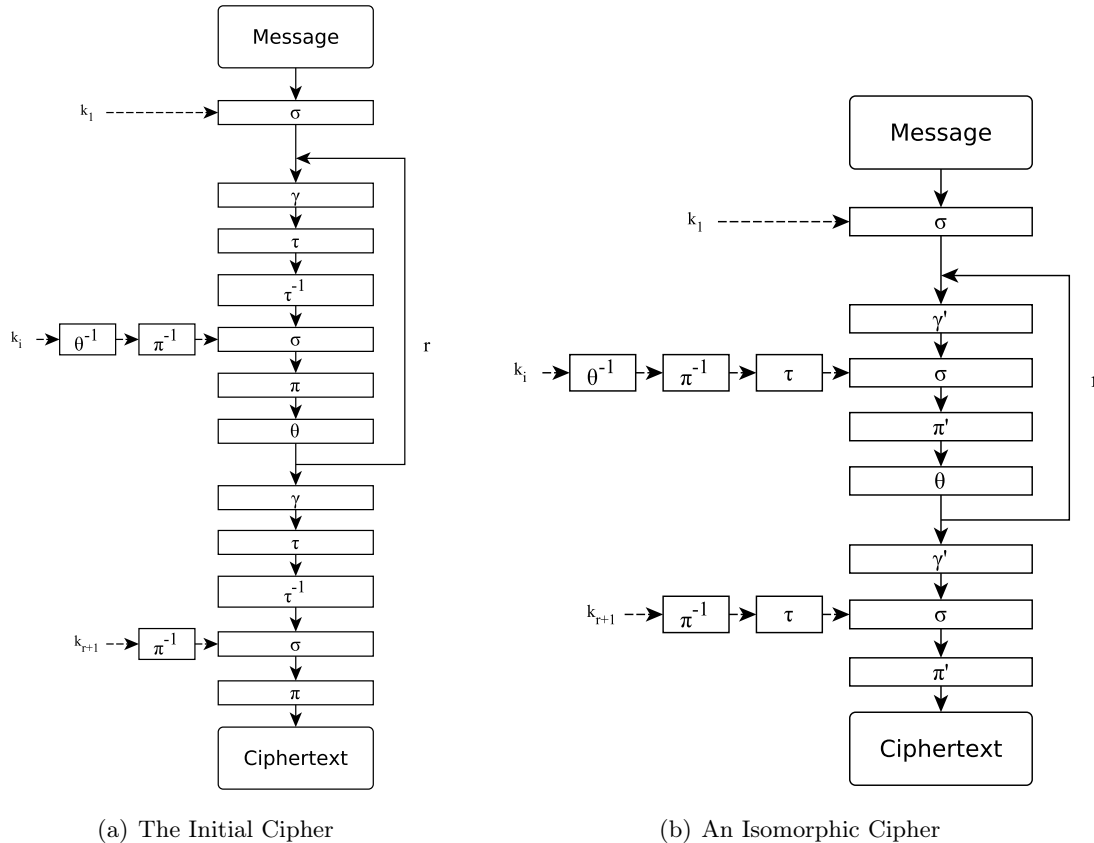 Message
k1
σ
γ
τ
τ-1
ki
θ-1
π-1
σ
π
θ
r
γ
τ
τ-1
kr+1
π-1
σ
π
Ciphertext
(a) The Initial Cipher
Message
k1
σ
γ'
ki
θ-1
π-1
τ
σ
π'
θ
γ'
kr+1
π-1
τ
σ
π'
Ciphertext
(b) An Isomorphic Cipher